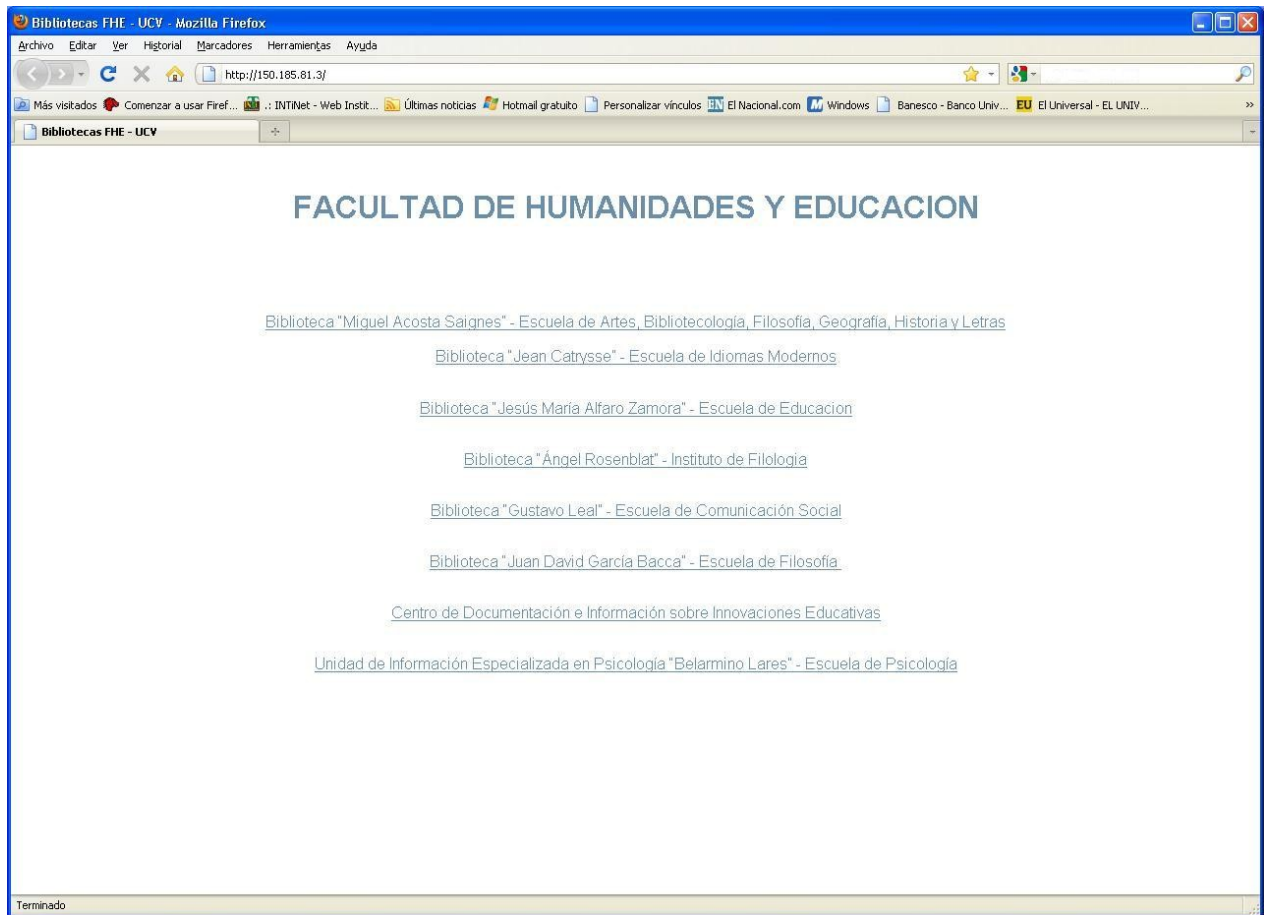 Bibliotecas FHE - UCV - Mozilla Firefox
Archivo Editar Ver Historial Marcadores Herramientas Ayuda
http://150.185.81.3/
Más visitados Comenzar a usar Firef... .: INTiNet - Web Instit... Últimas noticias Hotmail gratuito Personalizar vínculos EN El Nacional.com Windows Banesco - Banco Univ... EU El Universal - EL UNIV... »
Bibliotecas FHE - UCV
FACULTAD DE HUMANIDADES Y EDUCACION
Biblioteca "Miguel Acosta Saignes" - Escuela de Artes, Bibliotecología, Filosofía, Geografía, Historia y Letras
Biblioteca "Jean Catrysse" - Escuela de Idiomas Modernos
Biblioteca "Jesús María Alfaro Zamora" - Escuela de Educacion
Biblioteca "Ángel Rosenblat" - Instituto de Filologia
Biblioteca "Gustavo Leal" - Escuela de Comunicación Social
Biblioteca "Juan David García Bacca" - Escuela de Filosofía
Centro de Documentación e Información sobre Innovaciones Educativas
Unidad de Información Especializada en Psicología "Belarmino Lares" - Escuela de Psicología
Terminado